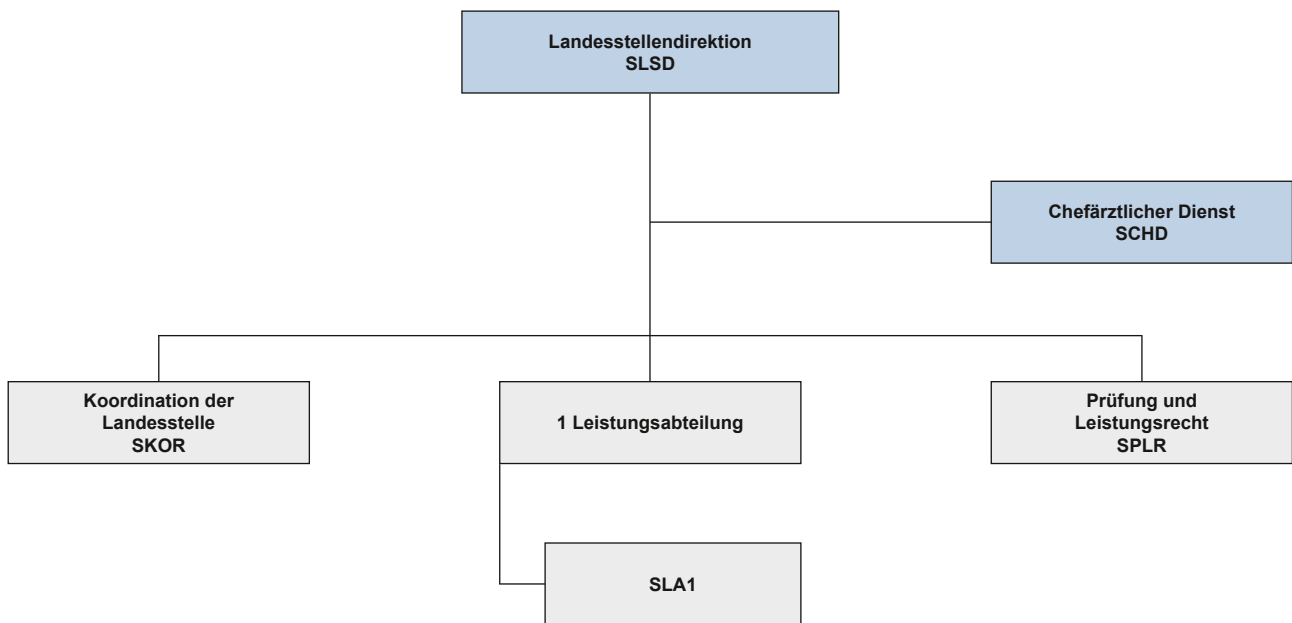 Landesstellendirektion
SLSD
Chefärztlicher Dienst
SCHD
Koordination der
Landesstelle
SKOR
1 Leistungsabteilung
Prüfung und
Leistungsrecht
SPLR
SLA1